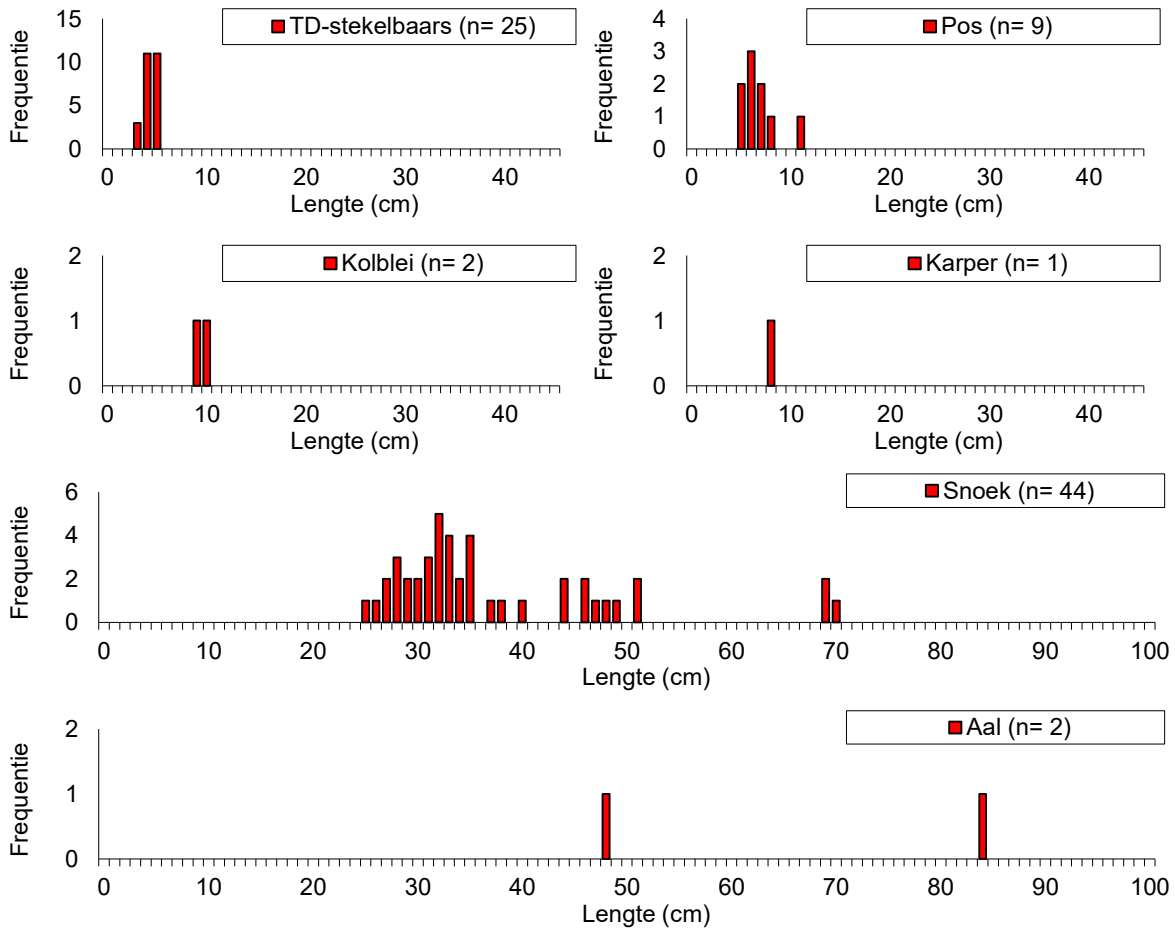 TD-stekelbaars (n= 25)
Frequentie
15
10
5
0
0 10 20 30 40
Lengte (cm)
Pos (n= 9)
Frequentie
4
3
2
1
0
0 10 20 30 40
Lengte (cm)
Kolblei (n= 2)
Frequentie
2
1
0
0 10 20 30 40
Lengte (cm)
Karper (n= 1)
Frequentie
2
1
0
0 10 20 30 40
Lengte (cm)
Snoek (n= 44)
Frequentie
6
4
2
0
0 10 20 30 40 50 60 70 80 90 100
Lengte (cm)
Aal (n= 2)
Frequentie
2
1
0
0 10 20 30 40 50 60 70 80 90 100
Lengte (cm)